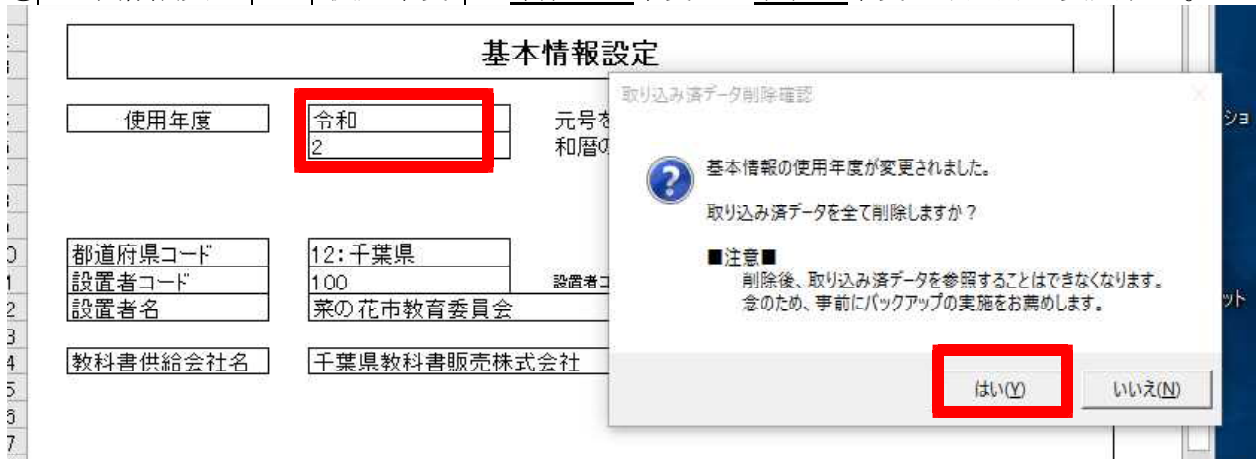 基本情報設定
使用年度
令和
2
元号を
和暦の
都道府県コード
12:千葉県
設置者コード
100
設置者コ
設置者名
菜の花市教育委員会
教科書供給会社名
千葉県教科書販売株式会社
取り込み済データ削除確認
基本情報の使用年度が変更されました。
取り込み済データを全て削除しますか?
■注意■
削除後、取り込み済データを参照することはできなくなります。
念のため、事前にバックアップの実施をお薦めします。
はい(Y)
いいえ(N)
ショ
ット